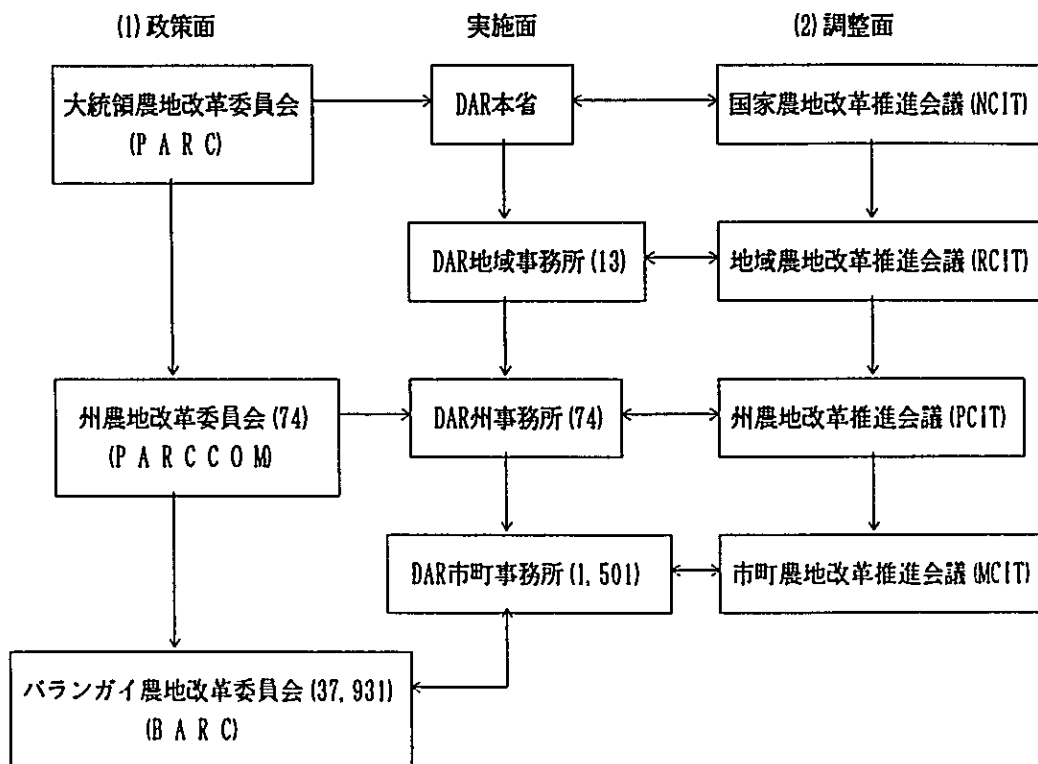 (1) 政策面
実施面
(2) 調整面
大統領農地改革委員会
(P A R C)
DAR本省
国家農地改革推進会議(NCIT)
DAR地域事務所(13)
地域農地改革推進会議(RCIT)
州農地改革委員会(74)
(P A R C C O M)
DAR州事務所(74)
州農地改革推進会議(PCIT)
DAR市町事務所(1,501)
市町農地改革推進会議(MCIT)
バランガイ農地改革委員会(37,931)
(B A R C)